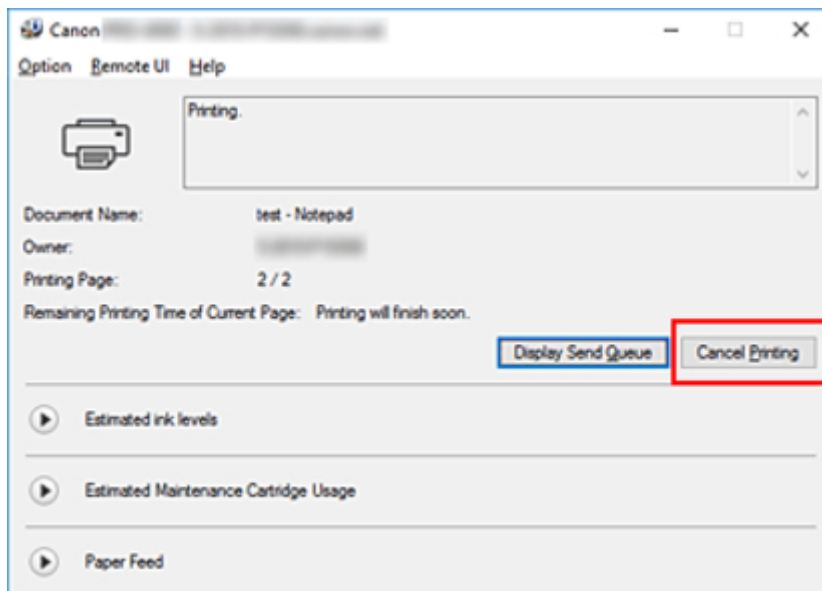 Canon
Option Remote UI Help
Printing.
Document Name: test - Notepad
Owner:
Printing Page: 2 / 2
Remaining Printing Time of Current Page: Printing will finish soon.
Display Send Queue Cancel Printing
Estimated ink levels
Estimated Maintenance Cartridge Usage
Paper Feed